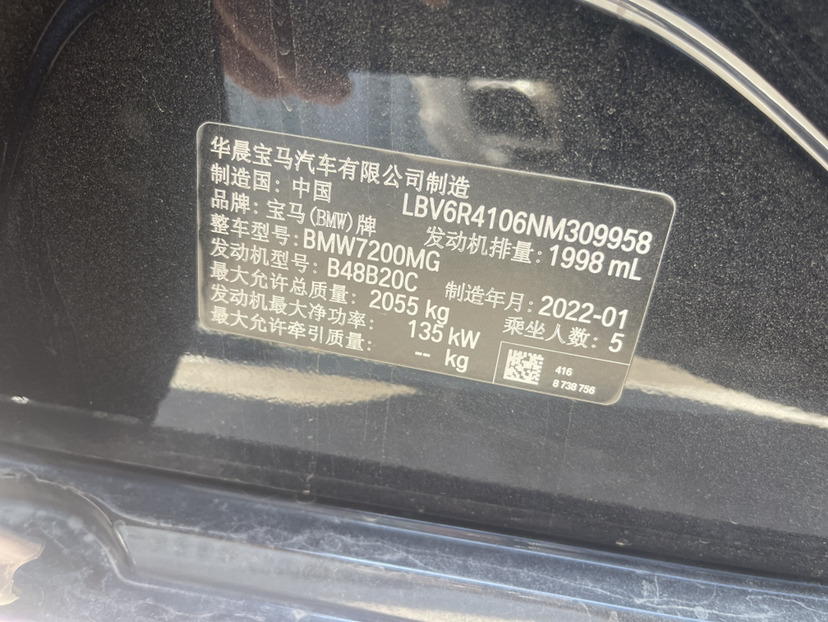 华晨宝马汽车有限公司制造
制造国：中国 LBV6R4106NM309958
品牌：宝马(BMW)牌 发动机排量：1998 mL
整车型号：BMW7200MG
发动机型号：B48B20C 制造年月：2022-01
最大允许总质量：2055 kg 乘坐人数：5
发动机最大净功率：135 kW
最大允许牵引质量：-- kg
416
8 738 756